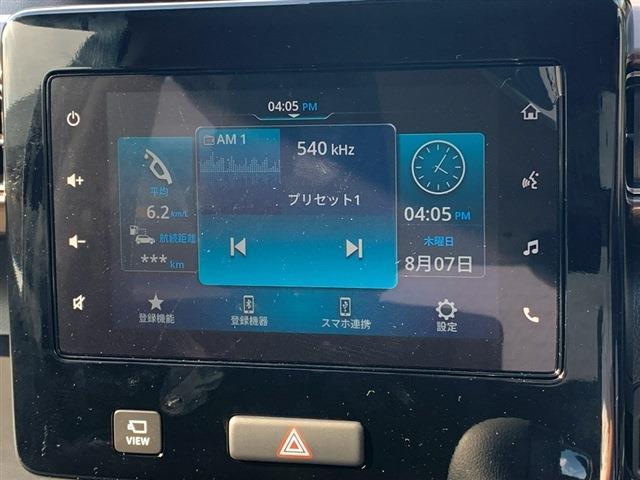 04:05 PM
AM 1
540 kHz
プリセット1
平均
6.2 km/L
航続距離
*** km
04:05 PM
木曜日
8月07日
登録機能
登録機器
スマホ連携
設定
VIEW